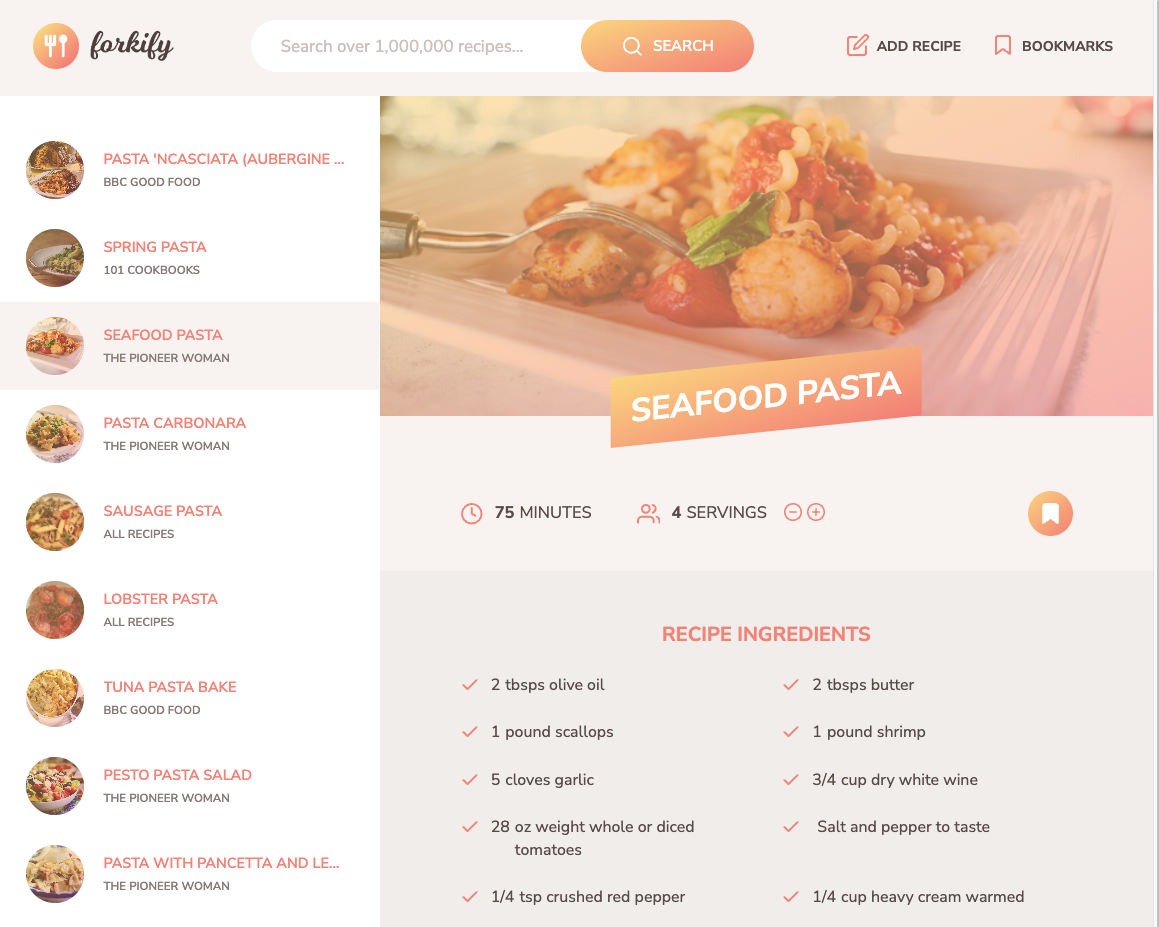 forkify
Search over 1,000,000 recipes...
SEARCH
ADD RECIPE
BOOKMARKS
PASTA 'NCASCIATA (AUBERGINE ...
BBC GOOD FOOD
SPRING PASTA
101 COOKBOOKS
SEAFOOD PASTA
THE PIONEER WOMAN
PASTA CARBONARA
THE PIONEER WOMAN
SAUSAGE PASTA
ALL RECIPES
LOBSTER PASTA
ALL RECIPES
TUNA PASTA BAKE
BBC GOOD FOOD
PESTO PASTA SALAD
THE PIONEER WOMAN
PASTA WITH PANCETTA AND LE...
THE PIONEER WOMAN
SEAFOOD PASTA
75 MINUTES
4 SERVINGS
RECIPE INGREDIENTS
2 tbsps olive oil
2 tbsps butter
1 pound scallops
1 pound shrimp
5 cloves garlic
3/4 cup dry white wine
28 oz weight whole or diced
tomatoes
Salt and pepper to taste
1/4 tsp crushed red pepper
1/4 cup heavy cream warmed